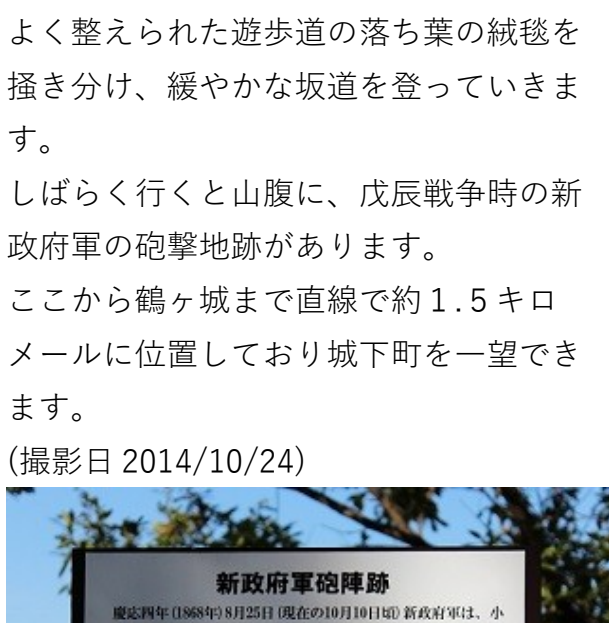 よく整えられた遊歩道の落ち葉の絨毯を
掻き分け、緩やかな坂道を登っていきま
す。
しばらく行くと山腹に、戊辰戦争時の新
政府軍の砲撃地跡があります。
ここから鶴ヶ城まで直線で約１.５キロ
メールに位置しており城下町を一望でき
ます。
(撮影日 2014/10/24)
新政府軍砲陣跡
慶応四年(1868年)8月25日(現在の10月10日頃)新政府軍は、小